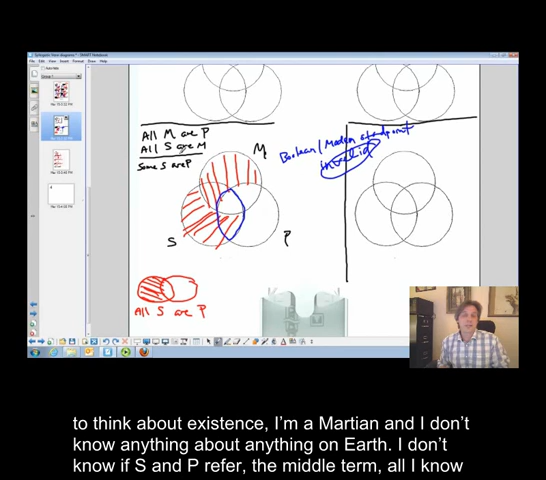 All M are P
All S are M
Some S are P
M
Boolean/Modern standpoint
invalid
S
P
All S are P
to think about existence, I'm a Martian and I don't
know anything about anything on Earth. I don't
know if S and P refer, the middle term, all I know